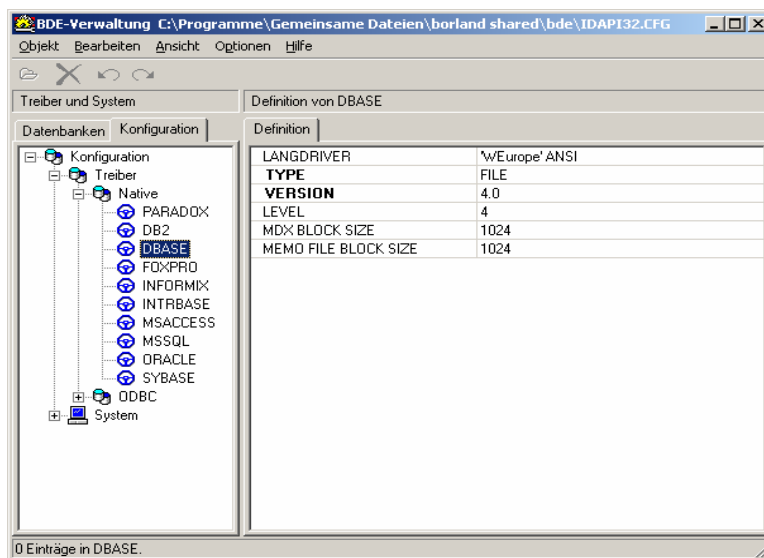 BDE-Verwaltung C:\Programme\Gemeinsame Dateien\borland shared\bde\IDAPI32.CFG
Objekt Bearbeiten Ansicht Optionen Hilfe
Treiber und System
Definition von DBASE
Datenbanken Konfiguration
Definition
Konfiguration
Treiber
Native
PARADOX
DB2
DBASE
FOXPRO
INFORMIX
INTRBASE
MSACCESS
MSSQL
ORACLE
SYBASE
ODBC
System
LANGDRIVER 'WEurope' ANSI
TYPE FILE
VERSION 4.0
LEVEL 4
MDX BLOCK SIZE 1024
MEMO FILE BLOCK SIZE 1024
0 Einträge in DBASE.